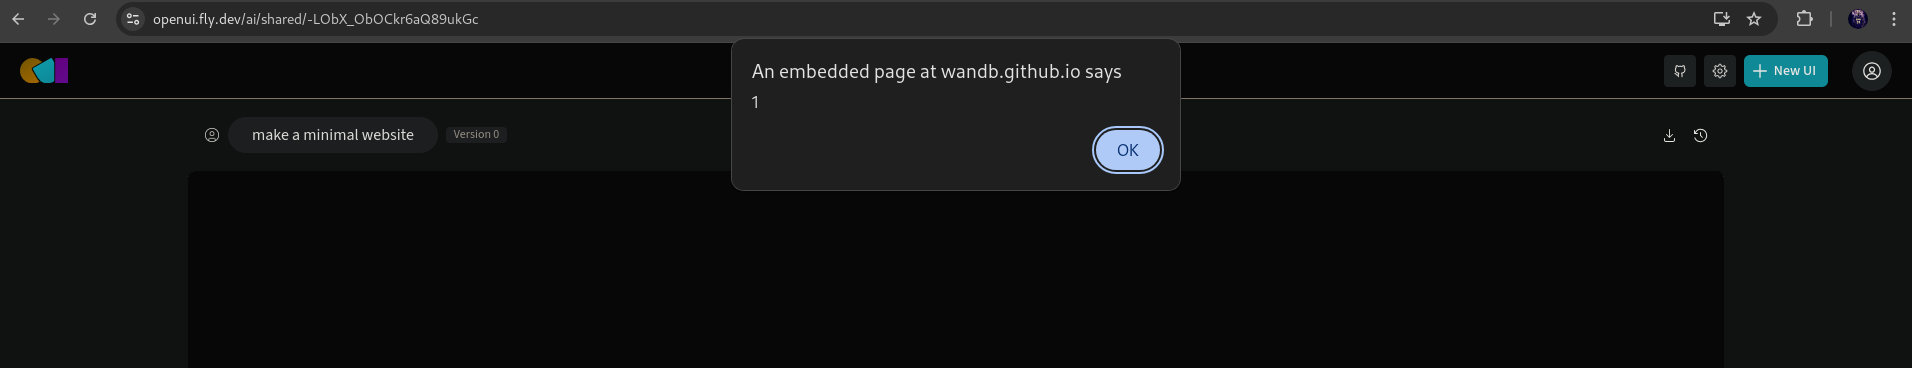 openui.fly.dev/ai/shared/-LObX_ObOCkr6aQ89ukGc
An embedded page at wandb.github.io says
1
OK
New UI
make a minimal website
Version 0